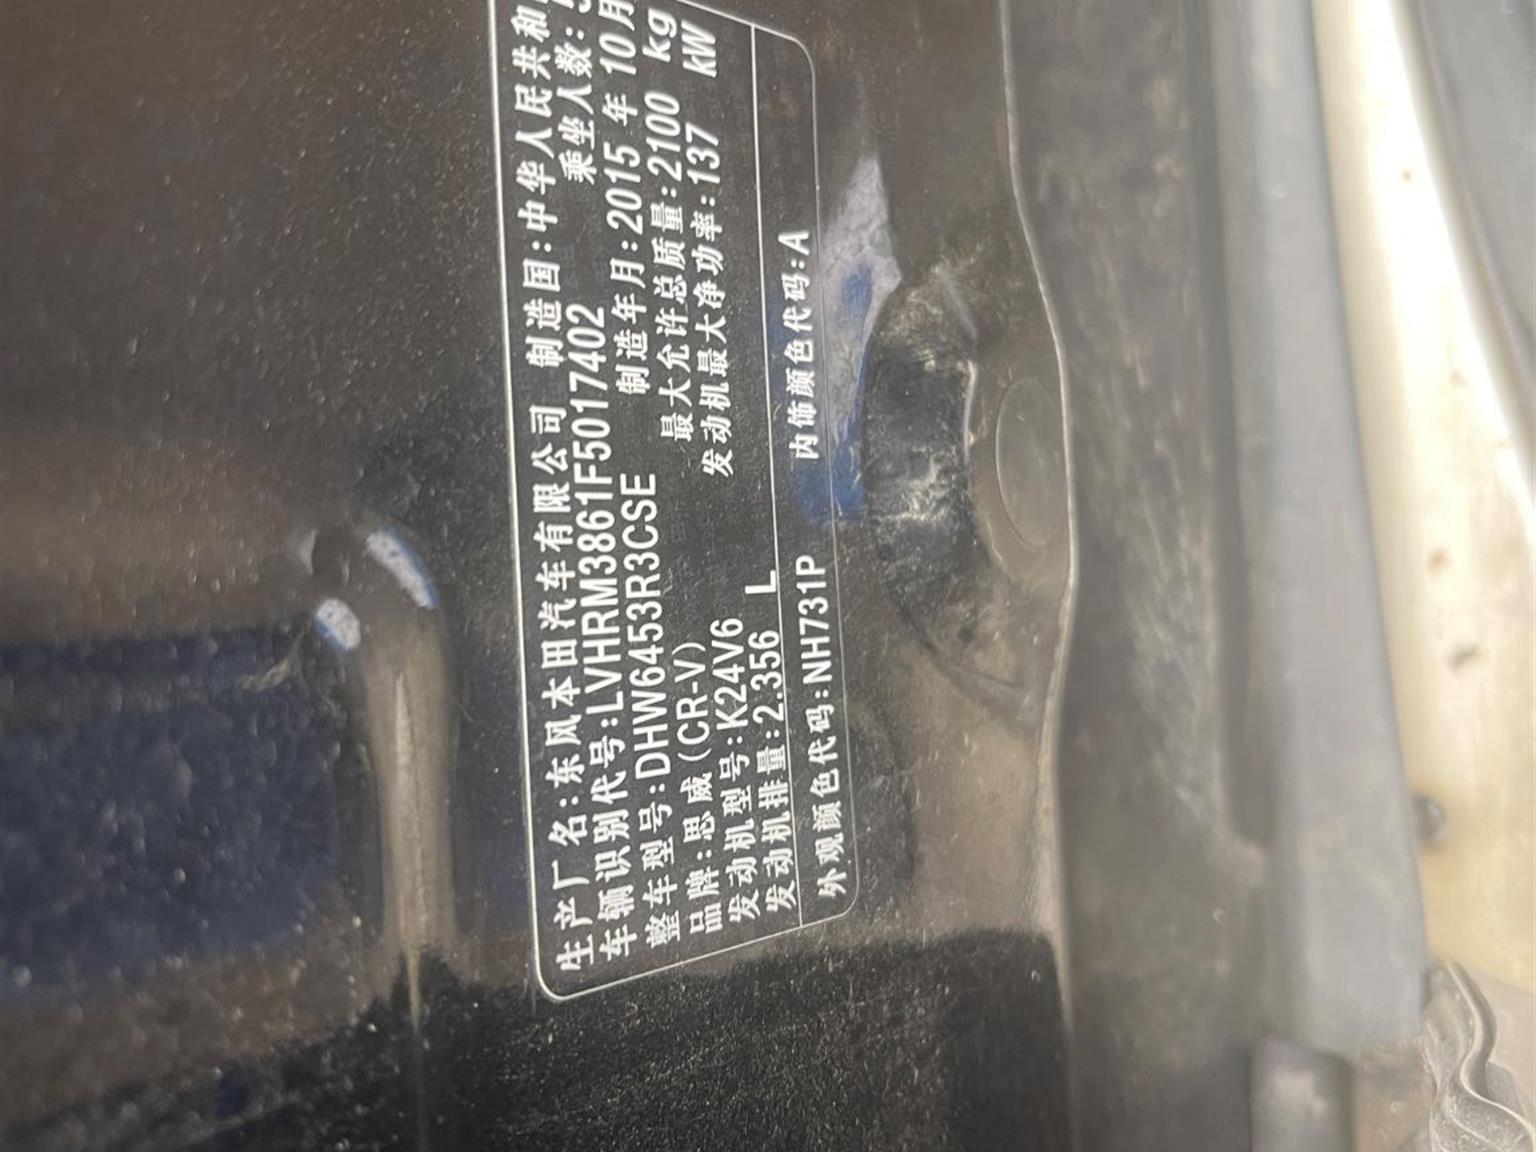 生产厂名:东风本田汽车有限公司 制造国:中华人民共和
车辆识别代号:LVHRM3861F5017402 乘坐人数:
整车型号:DHW6453R3CSE 制造年月:2015 年 10月
品牌:思威(CR-V) 最大允许总质量:2100 kg
发动机型号:K24V6 发动机最大净功率:137 kW
发动机排量:2.356 L
外观颜色代码:NH731P 内饰颜色代码:A